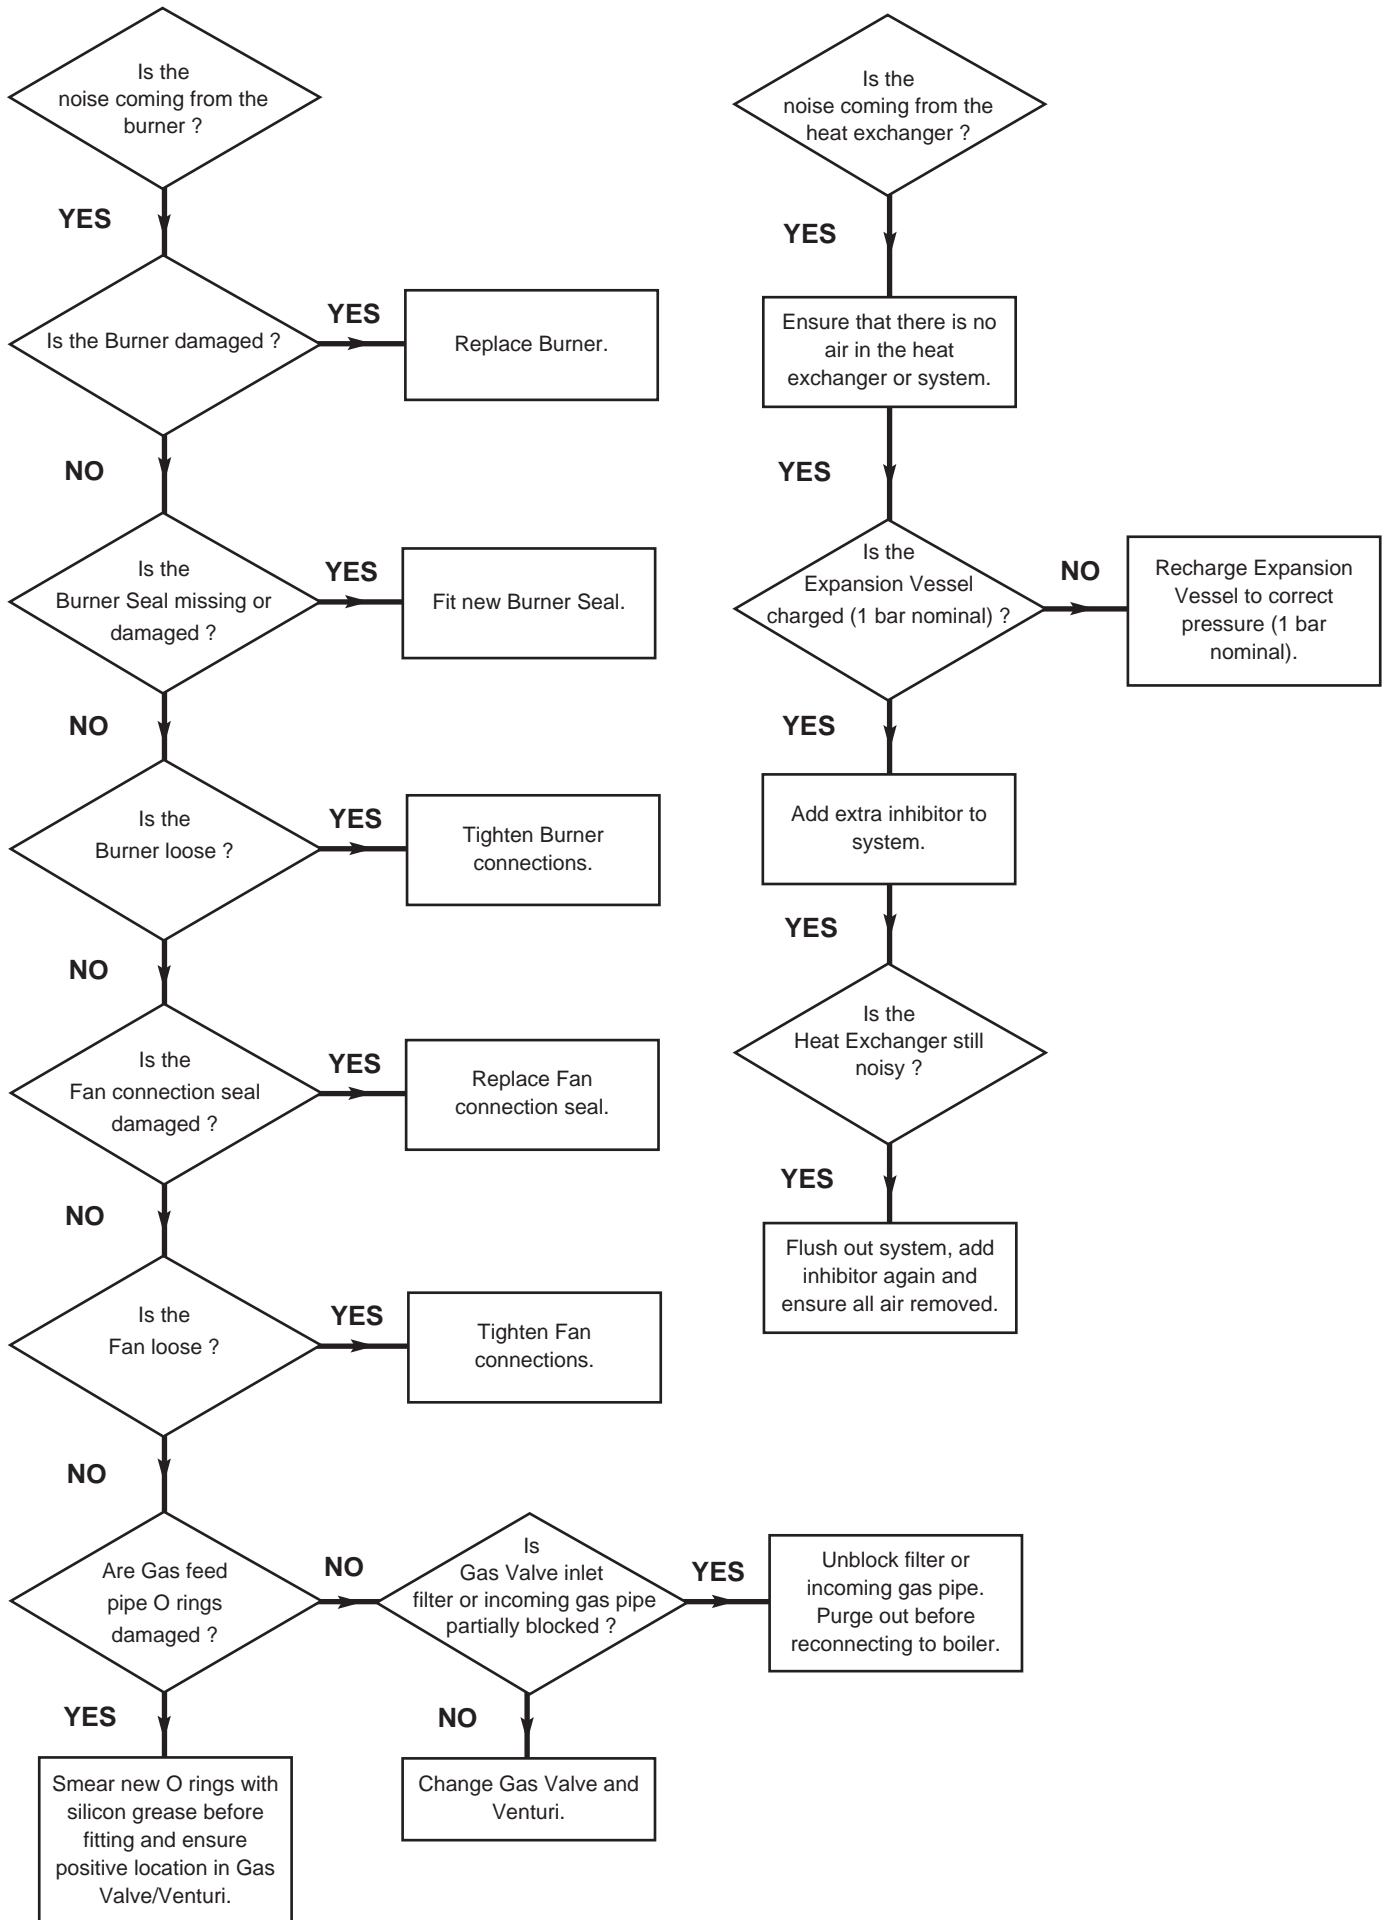 Is the
noise coming from the
burner ?
YES
Is the Burner damaged ?
YES
Replace Burner.
NO
Is the
Burner Seal missing or
damaged ?
YES
Fit new Burner Seal.
NO
Is the
Burner loose ?
YES
Tighten Burner
connections.
NO
Is the
Fan connection seal
damaged ?
YES
Replace Fan
connection seal.
NO
Is the
Fan loose ?
YES
Tighten Fan
connections.
NO
Are Gas feed
pipe O rings
damaged ?
NO
Is
Gas Valve inlet
filter or incoming gas pipe
partially blocked ?
YES
Unblock filter or
incoming gas pipe.
Purge out before
reconnecting to boiler.
YES
Smear new O rings with
silicon grease before
fitting and ensure
positive location in Gas
Valve/Venturi.
NO
Change Gas Valve and
Venturi.
Is the
noise coming from the
heat exchanger ?
YES
Ensure that there is no
air in the heat
exchanger or system.
YES
Is the
Expansion Vessel
charged (1 bar nominal) ?
NO
Recharge Expansion
Vessel to correct
pressure (1 bar
nominal).
YES
Add extra inhibitor to
system.
YES
Is the
Heat Exchanger still
noisy ?
YES
Flush out system, add
inhibitor again and
ensure all air removed.